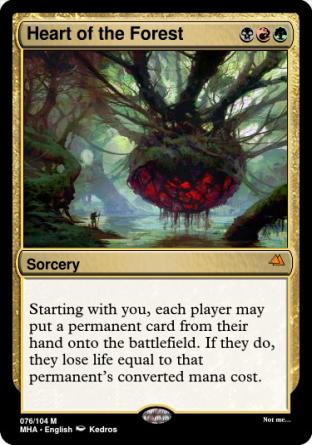 Heart of the Forest
Sorcery
Starting with you, each player may
put a permanent card from their
hand onto the battlefield. If they do,
they lose life equal to that
permanent's converted mana cost.
076/104 M
MHA • English Kedros
Not me...